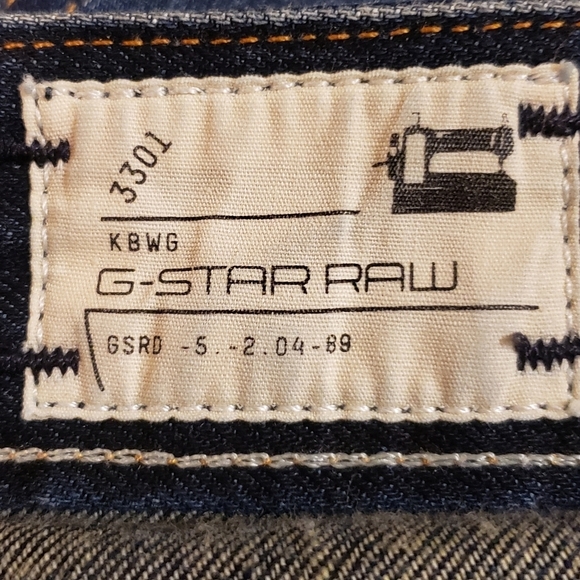 3301
KBWG
G-STAR RAW
GSRD -5.-2.04-89